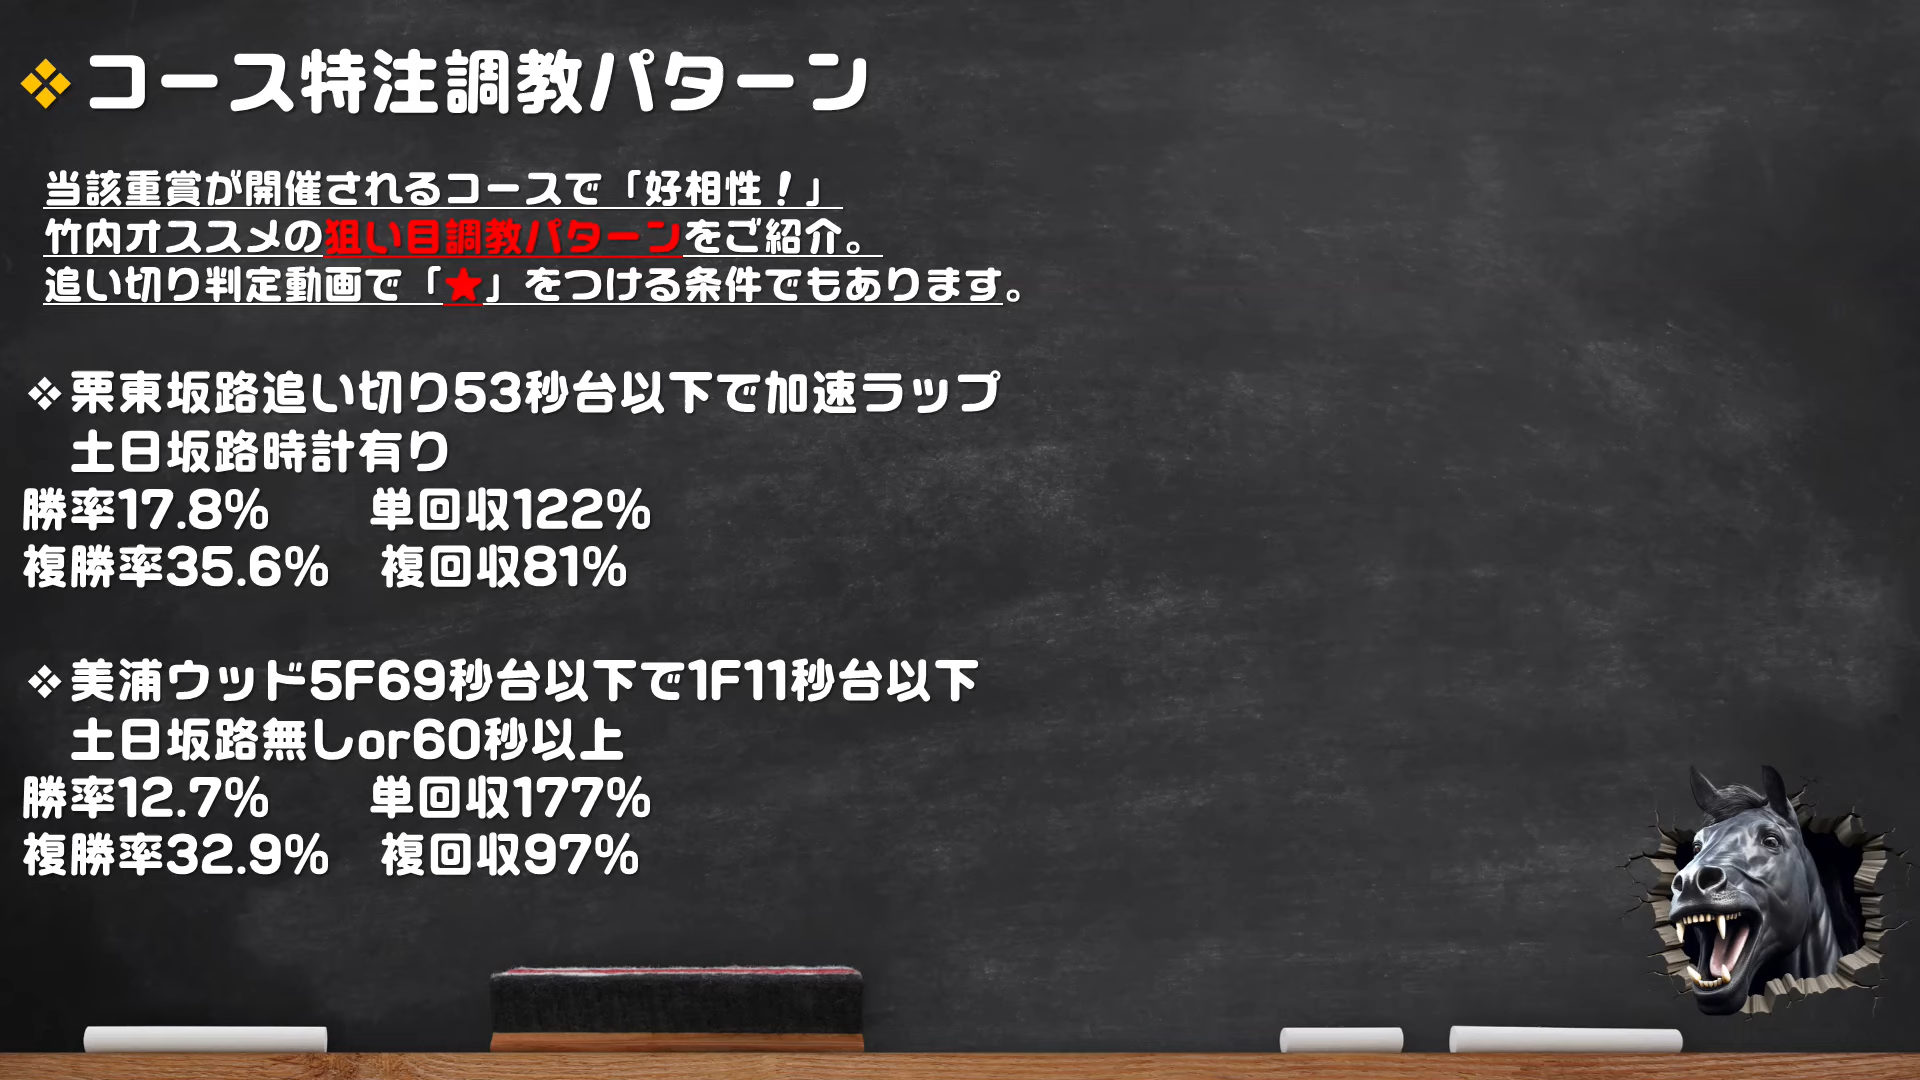 ❖コース特注調教パターン
当該重賞が開催されるコースで「好相性！」
竹内オススメの狙い目調教パターンをご紹介。
追い切り判定動画で「★」をつける条件でもあります。
❖栗東坂路追い切り53秒台以下で加速ラップ
土日坂路時計有り
勝率17.8%　単回収122%
複勝率35.6%　複回収81%
❖美浦ウッド5F69秒台以下で1F11秒台以下
土日坂路無しor60秒以上
勝率12.7%　単回収177%
複勝率32.9%　複回収97%